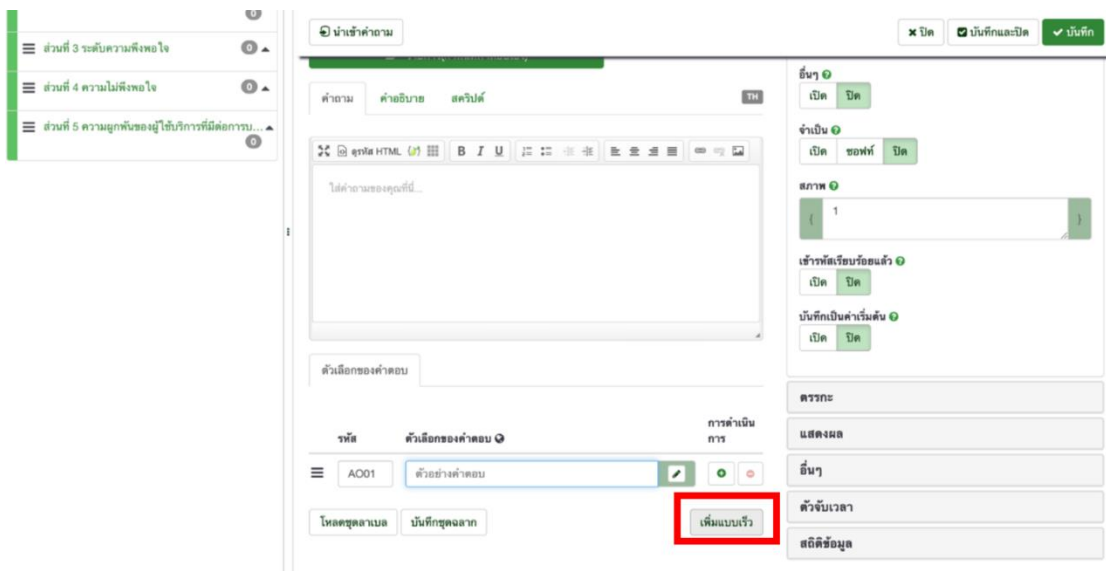 0
ส่วนที่ 3 ระดับความพึงพอใจ 0
ส่วนที่ 4 ความไม่พึงพอใจ 0
ส่วนที่ 5 ความผูกพันของผู้ใช้บริการที่มีต่อการบ... 0
นำเข้าคำถาม
ปิด
บันทึกและปิด
บันทึก
คำถาม คำอธิบาย สคริปต์ TH
ดูรหัส HTML B I U
ใส่คำถามของคุณที่นี่...
ตัวเลือกของคำตอบ
รหัส ตัวเลือกของคำตอบ การดำเนิน
การ
AO01 ตัวอย่างคำตอบ
โหลดชุดลาเบล บันทึกชุดฉลาก เพิ่มแบบเร็ว
อื่นๆ
เปิด ปิด
จำเป็น
เปิด ซอฟท์ ปิด
สภาพ
{ 1 }
เข้ารหัสเรียบร้อยแล้ว
เปิด ปิด
บันทึกเป็นค่าเริ่มต้น
เปิด ปิด
ตรรกะ
แสดงผล
อื่นๆ
ตัวจับเวลา
สถิติข้อมูล